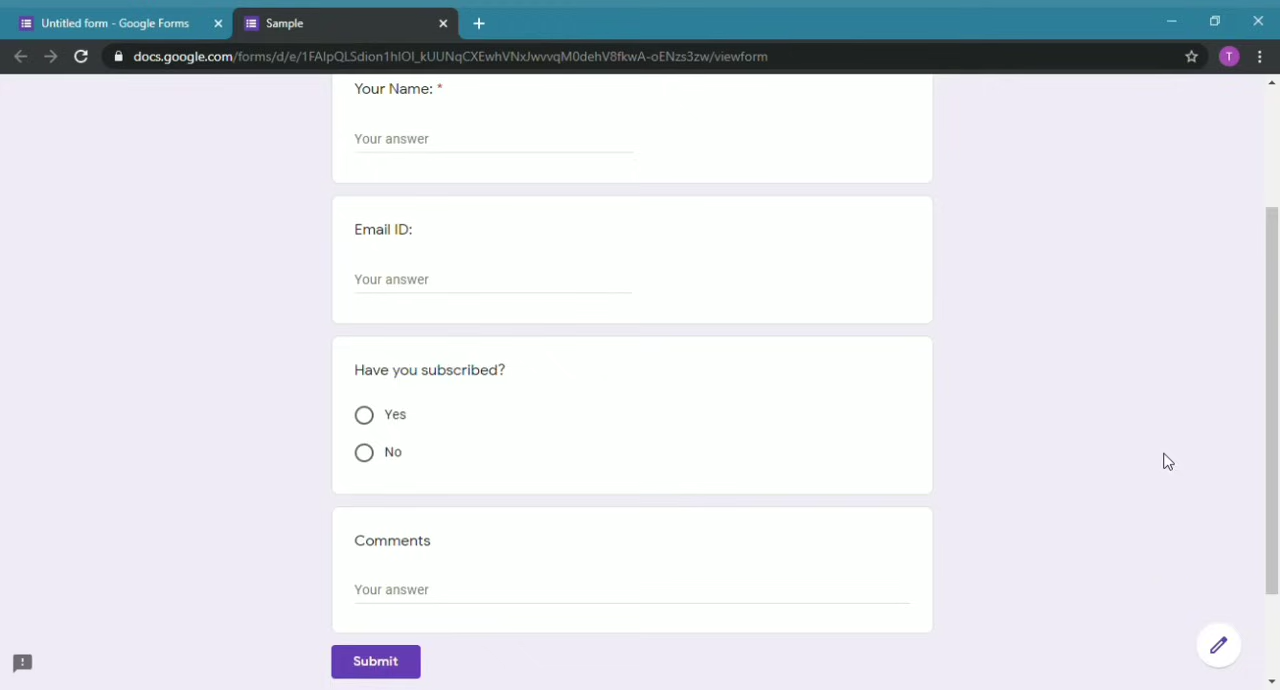 Untitled form - Google Forms
Sample
docs.google.com/forms/d/e/1FAIpQLSdion1hIOl_kUUNqCXEwhVNxJwvvqM0dehV8fkwA-oENzs3zw/viewform
T
Your Name: *
Your answer
Email ID:
Your answer
Have you subscribed?
Yes
No
Comments
Your answer
Submit